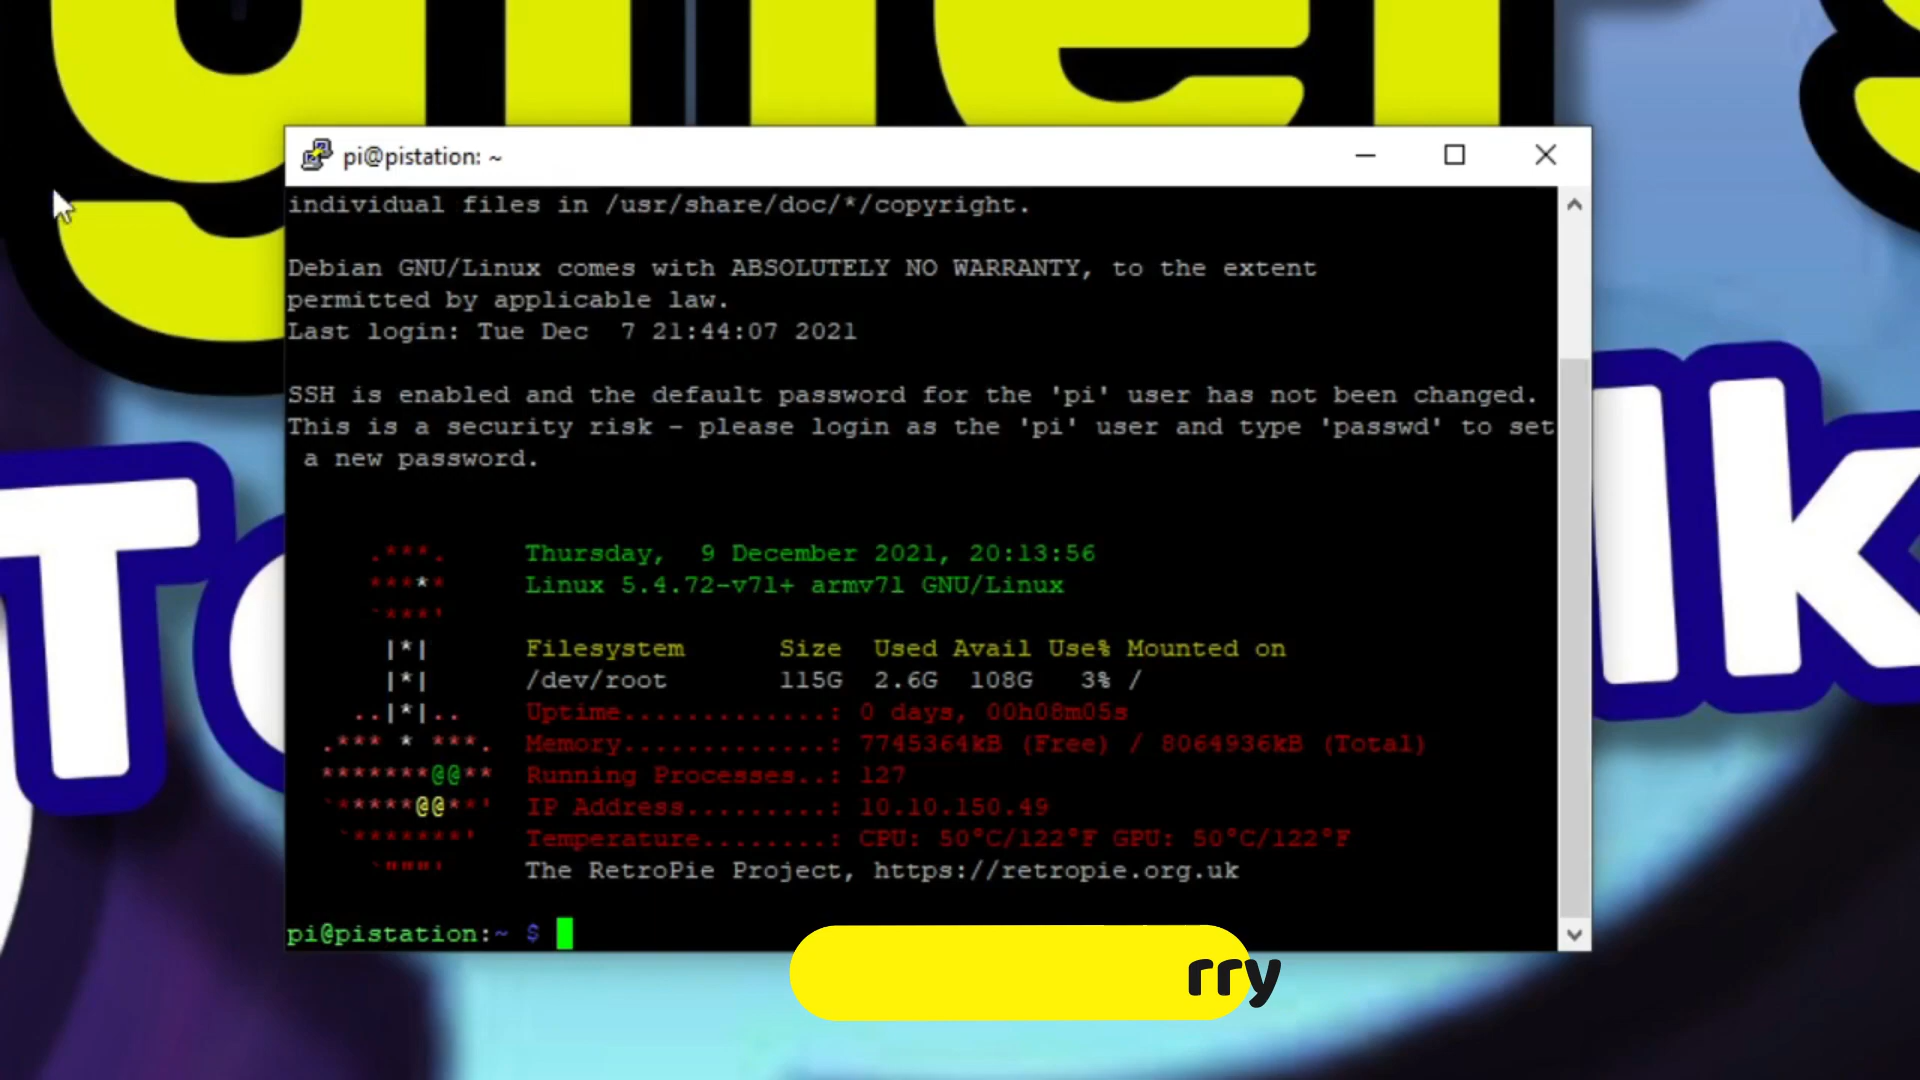 pi@pistation: ~
individual files in /usr/share/doc/*/copyright.
Debian GNU/Linux comes with ABSOLUTELY NO WARRANTY, to the extent
permitted by applicable law.
Last login: Tue Dec  7 21:44:07 2021
SSH is enabled and the default password for the 'pi' user has not been changed.
This is a security risk - please login as the 'pi' user and type 'passwd' to set
 a new password.
Thursday,  9 December 2021, 20:13:56
Linux 5.4.72-v7l+ armv7l GNU/Linux
Filesystem      Size  Used Avail Use% Mounted on
/dev/root       115G  2.6G  108G   3% /
Uptime.............: 0 days, 00h08m05s
Memory.............: 7745364kB (Free) / 8064936kB (Total)
Running Processes..: 127
IP Address.........: 10.10.150.49
Temperature........: CPU: 50°C/122°F GPU: 50°C/122°F
The RetroPie Project, https://retropie.org.uk
pi@pistation:~ $
rry